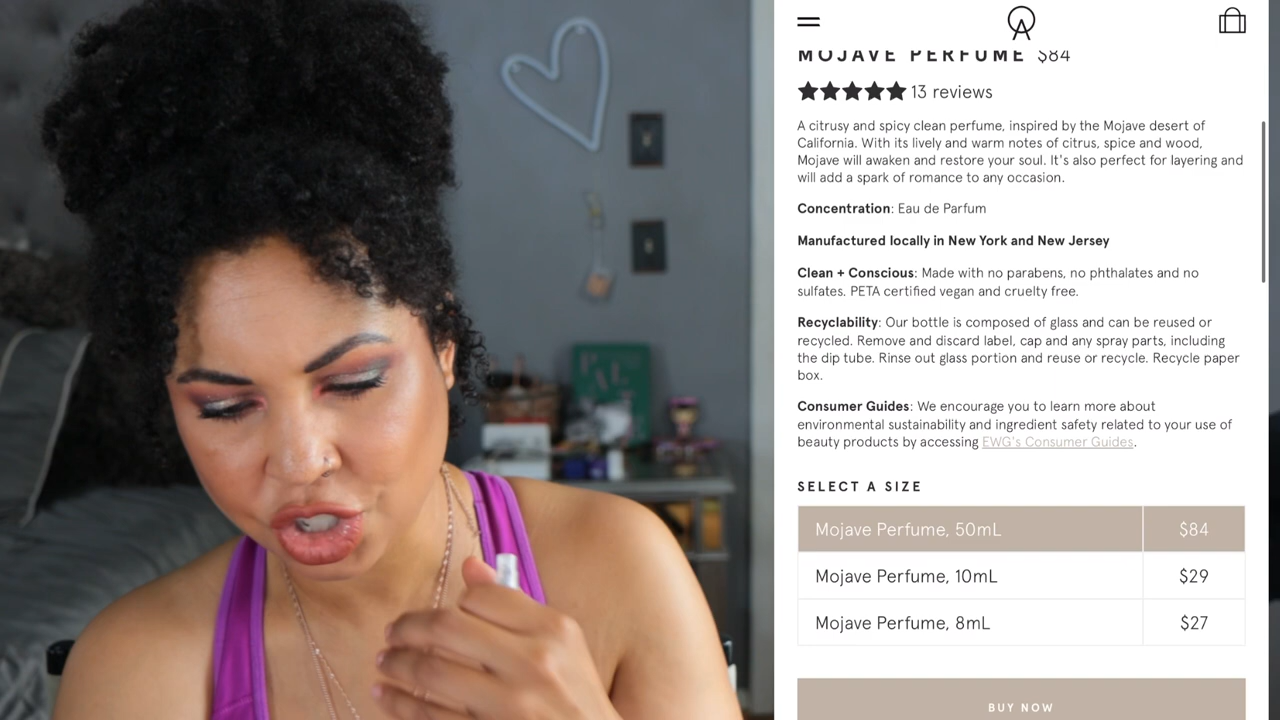 MOJAVE PERFUME $84
13 reviews
A citrusy and spicy clean perfume, inspired by the Mojave desert of
California. With its lively and warm notes of citrus, spice and wood,
Mojave will awaken and restore your soul. It's also perfect for layering and
will add a spark of romance to any occasion.
Concentration: Eau de Parfum
Manufactured locally in New York and New Jersey
Clean + Conscious: Made with no parabens, no phthalates and no
sulfates. PETA certified vegan and cruelty free.
Recyclability: Our bottle is composed of glass and can be reused or
recycled. Remove and discard label, cap and any spray parts, including
the dip tube. Rinse out glass portion and reuse or recycle. Recycle paper
box.
Consumer Guides: We encourage you to learn more about
environmental sustainability and ingredient safety related to your use of
beauty products by accessing EWG's Consumer Guides.
SELECT A SIZE
Mojave Perfume, 50mL $84
Mojave Perfume, 10mL $29
Mojave Perfume, 8mL $27
BUY NOW